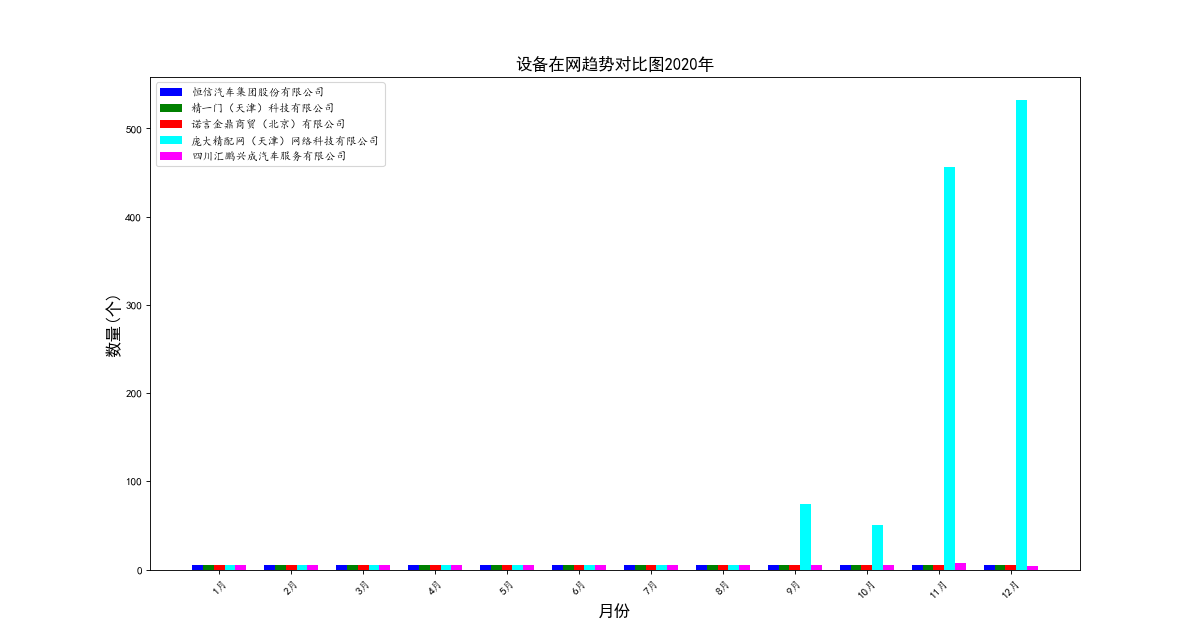 设备在网趋势对比图2020年
恒信汽车集团股份有限公司
精一门（天津）科技有限公司
诺言金鼎商贸（北京）有限公司
庞大精配网（天津）网络科技有限公司
四川汇鹏兴成汽车服务有限公司
数量(个)
500
400
300
200
100
0
1月 2月 3月 4月 5月 6月 7月 8月 9月 10月 11月 12月
月份